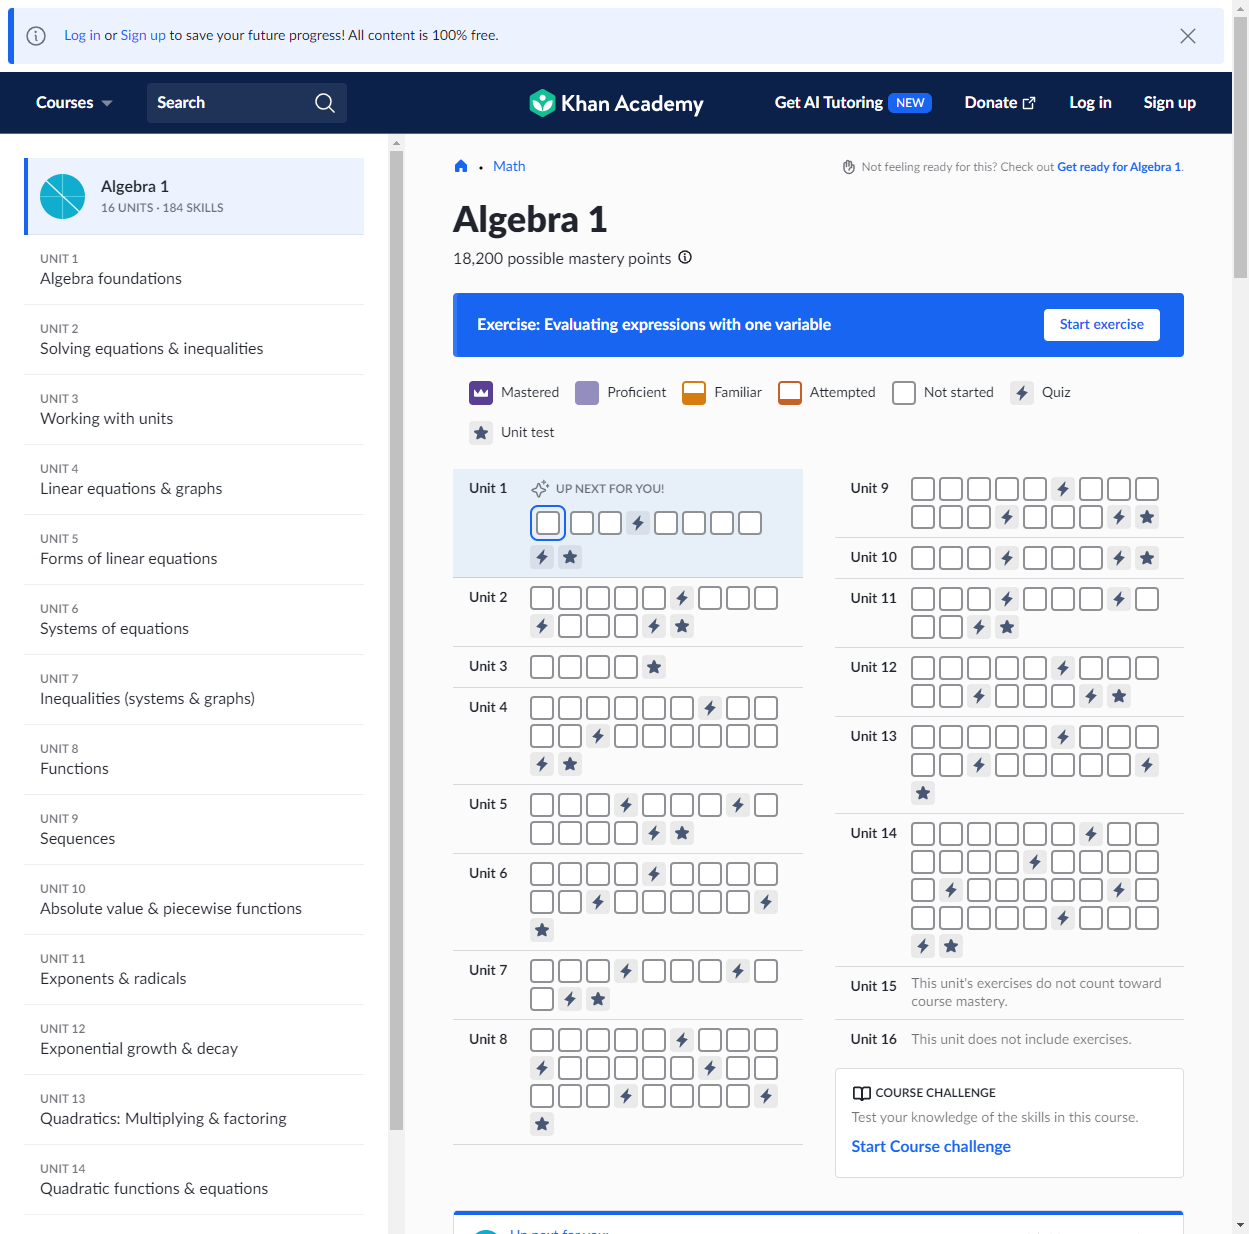 Log in or Sign up to save your future progress! All content is 100% free.
Courses
Search
Khan Academy
Get AI Tutoring NEW
Donate
Log in
Sign up
Algebra 1
16 UNITS · 184 SKILLS
UNIT 1
Algebra foundations
UNIT 2
Solving equations & inequalities
UNIT 3
Working with units
UNIT 4
Linear equations & graphs
UNIT 5
Forms of linear equations
UNIT 6
Systems of equations
UNIT 7
Inequalities (systems & graphs)
UNIT 8
Functions
UNIT 9
Sequences
UNIT 10
Absolute value & piecewise functions
UNIT 11
Exponents & radicals
UNIT 12
Exponential growth & decay
UNIT 13
Quadratics: Multiplying & factoring
UNIT 14
Quadratic functions & equations
• Math
Not feeling ready for this? Check out Get ready for Algebra 1.
Algebra 1
18,200 possible mastery points
Exercise: Evaluating expressions with one variable
Start exercise
Mastered
Proficient
Familiar
Attempted
Not started
Quiz
Unit test
Unit 1
UP NEXT FOR YOU!
Unit 2
Unit 3
Unit 4
Unit 5
Unit 6
Unit 7
Unit 8
Unit 9
Unit 10
Unit 11
Unit 12
Unit 13
Unit 14
Unit 15
This unit's exercises do not count toward
course mastery.
Unit 16
This unit does not include exercises.
COURSE CHALLENGE
Test your knowledge of the skills in this course.
Start Course challenge
Up next for you: